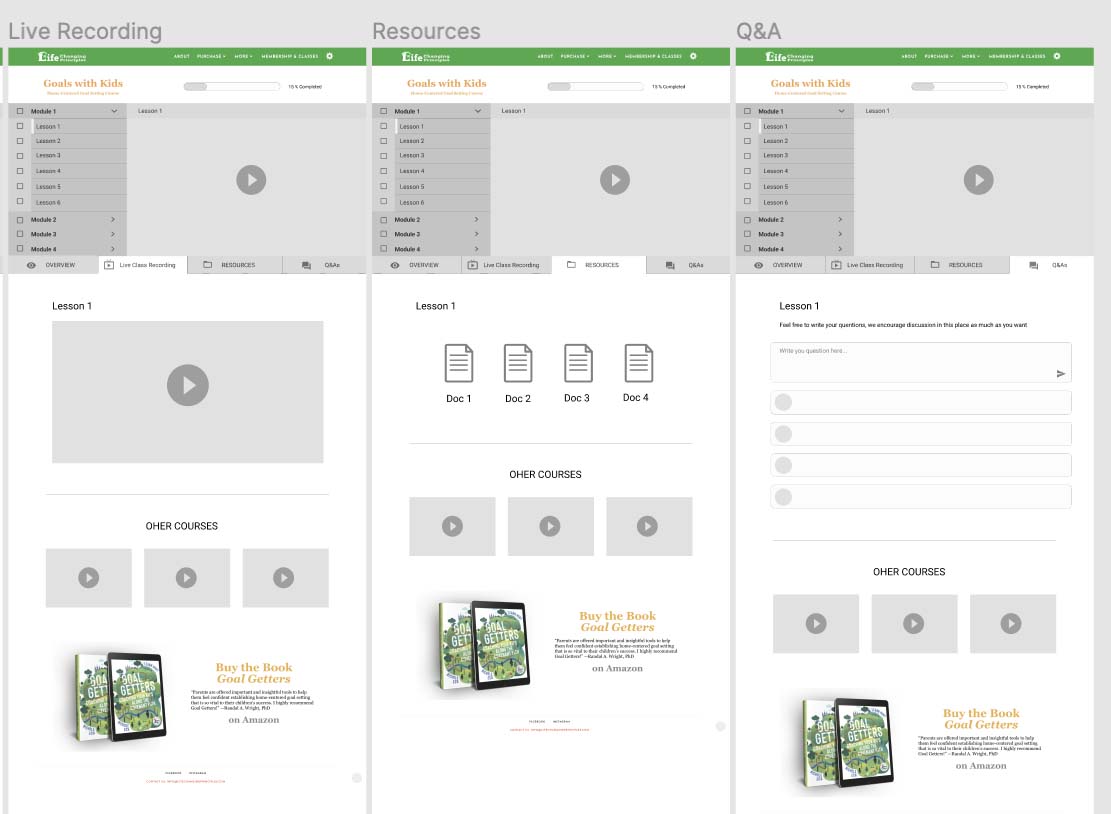 Live Recording
Life Changing Principles
ABOUT PURCHASE MORE MEMBERSHIP & CLASSES
Goals with Kids
15 % Completed
Module 1
Lesson 1
Lesson 1
Lesson 2
Lesson 3
Lesson 4
Lesson 5
Lesson 6
Module 2
Module 3
Module 4
OVERVIEW
Live Class Recording
RESOURCES
Q&As
Lesson 1
OHER COURSES
GOAL GETTERS
Buy the Book
Goal Getters
"Parents are offered important and insightful tools to help
them feel confident establishing home-centered goal setting
that is so vital to their children's success. I highly recommend
Goal Getters!" —Randal A. Wright, PhD
on Amazon
FACEBOOK INSTAGRAM
Resources
Life Changing Principles
ABOUT PURCHASE MORE MEMBERSHIP & CLASSES
Goals with Kids
15 % Completed
Module 1
Lesson 1
Lesson 1
Lesson 2
Lesson 3
Lesson 4
Lesson 5
Lesson 6
Module 2
Module 3
Module 4
OVERVIEW
Live Class Recording
RESOURCES
Q&As
Lesson 1
Doc 1
Doc 2
Doc 3
Doc 4
OHER COURSES
GOAL GETTERS
Buy the Book
Goal Getters
"Parents are offered important and insightful tools to help
them feel confident establishing home-centered goal setting
that is so vital to their children's success. I highly recommend
Goal Getters!" —Randal A. Wright, PhD
on Amazon
FACEBOOK INSTAGRAM
Q&A
Life Changing Principles
ABOUT PURCHASE MORE MEMBERSHIP & CLASSES
Goals with Kids
15 % Completed
Module 1
Lesson 1
Lesson 1
Lesson 2
Lesson 3
Lesson 4
Lesson 5
Lesson 6
Module 2
Module 3
Module 4
OVERVIEW
Live Class Recording
RESOURCES
Q&As
Lesson 1
Feel free to write your quentions, we encourage discussion in this place as much as you want
Write you question here...
OHER COURSES
GOAL GETTERS
Buy the Book
Goal Getters
"Parents are offered important and insightful tools to help
them feel confident establishing home-centered goal setting
that is so vital to their children's success. I highly recommend
Goal Getters!" —Randal A. Wright, PhD
on Amazon